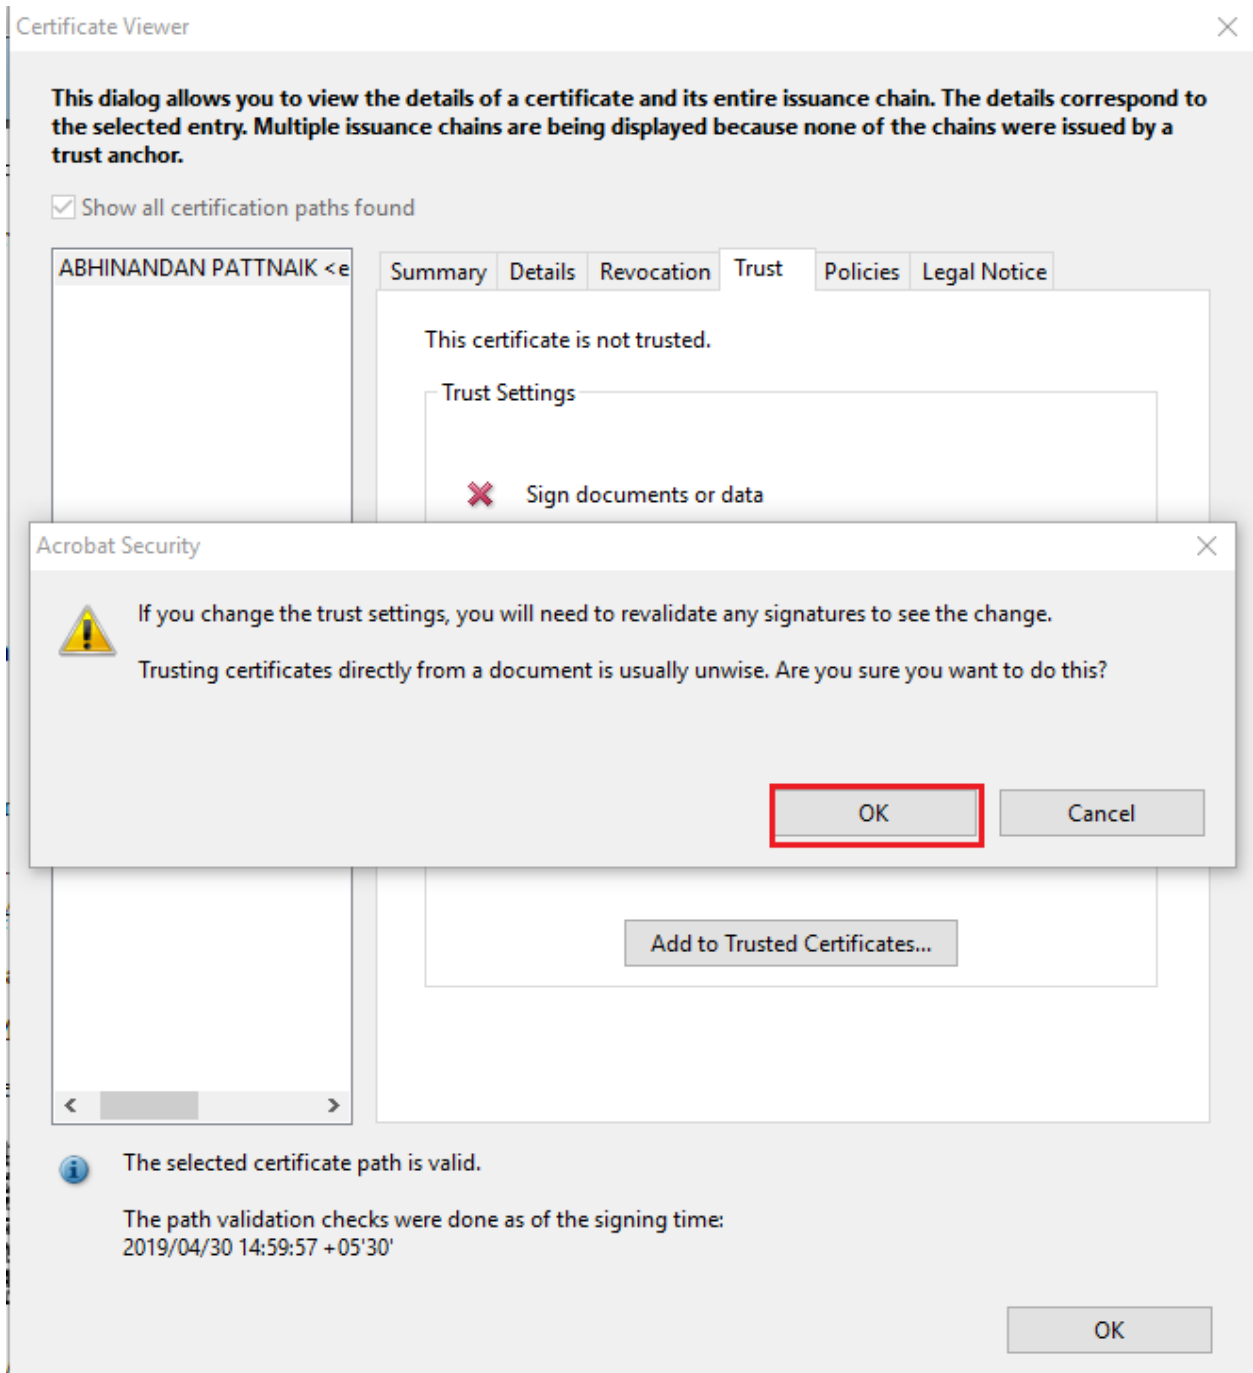 Certificate Viewer
This dialog allows you to view the details of a certificate and its entire issuance chain. The details correspond to
the selected entry. Multiple issuance chains are being displayed because none of the chains were issued by a
trust anchor.
Show all certification paths found
ABHINANDAN PATTNAIK <e
Summary Details Revocation Trust Policies Legal Notice
This certificate is not trusted.
Trust Settings
Sign documents or data
Acrobat Security
If you change the trust settings, you will need to revalidate any signatures to see the change.
Trusting certificates directly from a document is usually unwise. Are you sure you want to do this?
OK Cancel
Add to Trusted Certificates...
The selected certificate path is valid.
The path validation checks were done as of the signing time:
2019/04/30 14:59:57 +05'30'
OK